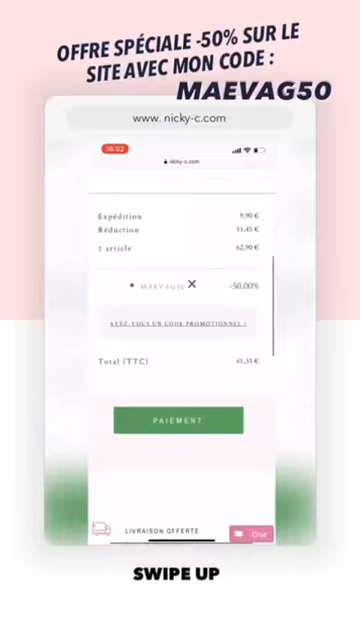 OFFRE SPÉCIALE -50% SUR LE
SITE AVEC MON CODE :
MAEVAG50
www. nicky-c.com
16:02
nicky-c.com
Expédition 9,90 €
Réduction 31,45 €
1 article 62,90 €
MAEVAG50 × -50.00%
AVEZ-VOUS UN CODE PROMOTIONNEL ?
Total (TTC) 41,35 €
PAIEMENT
LIVRAISON OFFERTE
Chat
SWIPE UP